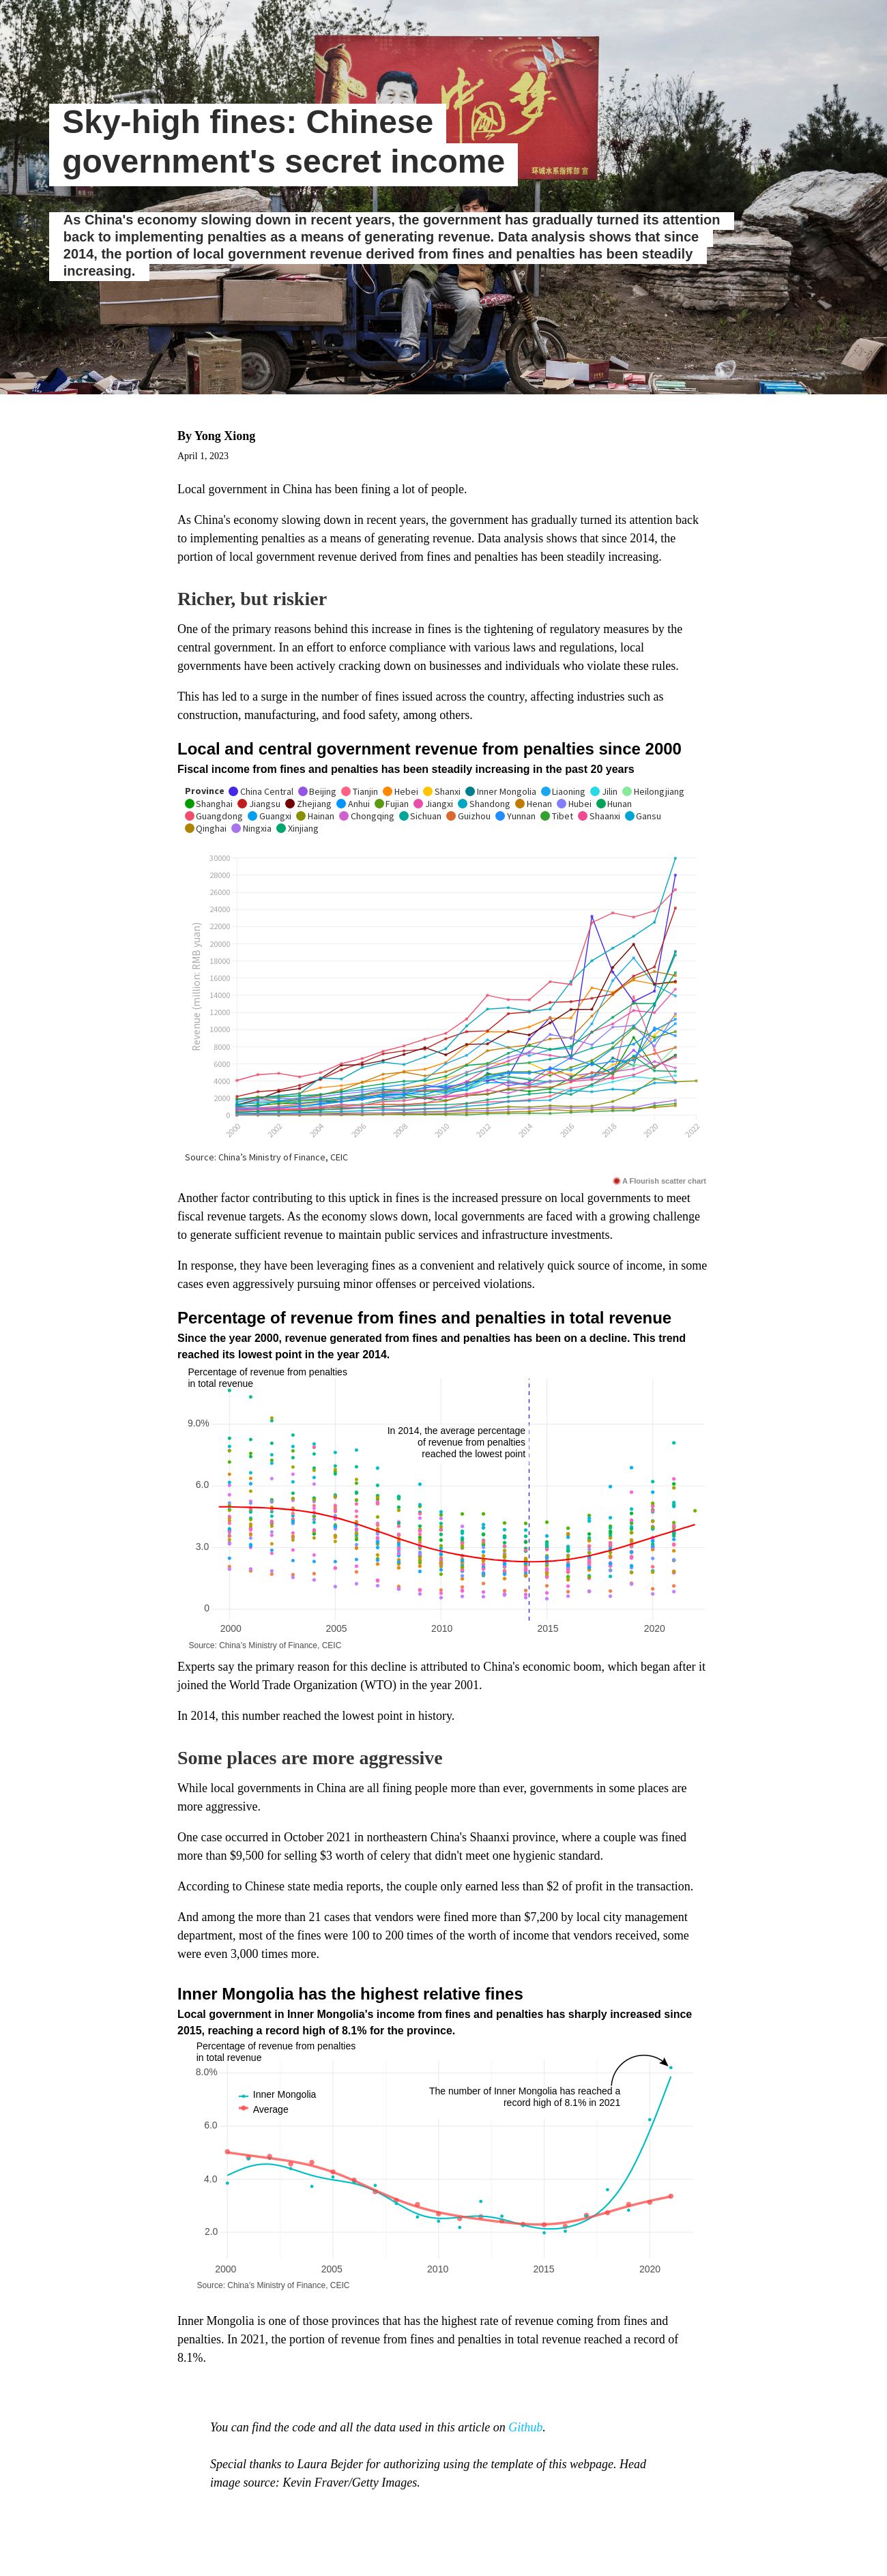 中国梦
环城水系指挥部 宣
Sky-high fines: Chinese
government's secret income
As China's economy slowing down in recent years, the government has gradually turned its attention
back to implementing penalties as a means of generating revenue. Data analysis shows that since
2014, the portion of local government revenue derived from fines and penalties has been steadily
increasing.
By Yong Xiong
April 1, 2023
Local government in China has been fining a lot of people.
As China's economy slowing down in recent years, the government has gradually turned its attention back
to implementing penalties as a means of generating revenue. Data analysis shows that since 2014, the
portion of local government revenue derived from fines and penalties has been steadily increasing.
Richer, but riskier
One of the primary reasons behind this increase in fines is the tightening of regulatory measures by the
central government. In an effort to enforce compliance with various laws and regulations, local
governments have been actively cracking down on businesses and individuals who violate these rules.
This has led to a surge in the number of fines issued across the country, affecting industries such as
construction, manufacturing, and food safety, among others.
Local and central government revenue from penalties since 2000
Fiscal income from fines and penalties has been steadily increasing in the past 20 years
Province China Central Beijing Tianjin Hebei Shanxi Inner Mongolia Liaoning Jilin Heilongjiang
Shanghai Jiangsu Zhejiang Anhui Fujian Jiangxi Shandong Henan Hubei Hunan
Guangdong Guangxi Hainan Chongqing Sichuan Guizhou Yunnan Tibet Shaanxi Gansu
Qinghai Ningxia Xinjiang
Revenue (million: RMB yuan)
30000
28000
26000
24000
22000
20000
18000
16000
14000
12000
10000
8000
6000
4000
2000
0
2000 2002 2004 2006 2008 2010 2012 2014 2016 2018 2020 2022
Source: China's Ministry of Finance, CEIC
A Flourish scatter chart
Another factor contributing to this uptick in fines is the increased pressure on local governments to meet
fiscal revenue targets. As the economy slows down, local governments are faced with a growing challenge
to generate sufficient revenue to maintain public services and infrastructure investments.
In response, they have been leveraging fines as a convenient and relatively quick source of income, in some
cases even aggressively pursuing minor offenses or perceived violations.
Percentage of revenue from fines and penalties in total revenue
Since the year 2000, revenue generated from fines and penalties has been on a decline. This trend
reached its lowest point in the year 2014.
Percentage of revenue from penalties
in total revenue
9.0%
In 2014, the average percentage
of revenue from penalties
reached the lowest point
6.0
3.0
0
2000 2005 2010 2015 2020
Source: China's Ministry of Finance, CEIC
Experts say the primary reason for this decline is attributed to China's economic boom, which began after it
joined the World Trade Organization (WTO) in the year 2001.
In 2014, this number reached the lowest point in history.
Some places are more aggressive
While local governments in China are all fining people more than ever, governments in some places are
more aggressive.
One case occurred in October 2021 in northeastern China's Shaanxi province, where a couple was fined
more than $9,500 for selling $3 worth of celery that didn't meet one hygienic standard.
According to Chinese state media reports, the couple only earned less than $2 of profit in the transaction.
And among the more than 21 cases that vendors were fined more than $7,200 by local city management
department, most of the fines were 100 to 200 times of the worth of income that vendors received, some
were even 3,000 times more.
Inner Mongolia has the highest relative fines
Local government in Inner Mongolia's income from fines and penalties has sharply increased since
2015, reaching a record high of 8.1% for the province.
Percentage of revenue from penalties
in total revenue
8.0%
Inner Mongolia
Average
The number of Inner Mongolia has reached a
record high of 8.1% in 2021
6.0
4.0
2.0
2000 2005 2010 2015 2020
Source: China's Ministry of Finance, CEIC
Inner Mongolia is one of those provinces that has the highest rate of revenue coming from fines and
penalties. In 2021, the portion of revenue from fines and penalties in total revenue reached a record of
8.1%.
You can find the code and all the data used in this article on Github.
Special thanks to Laura Bejder for authorizing using the template of this webpage. Head
image source: Kevin Fraver/Getty Images.